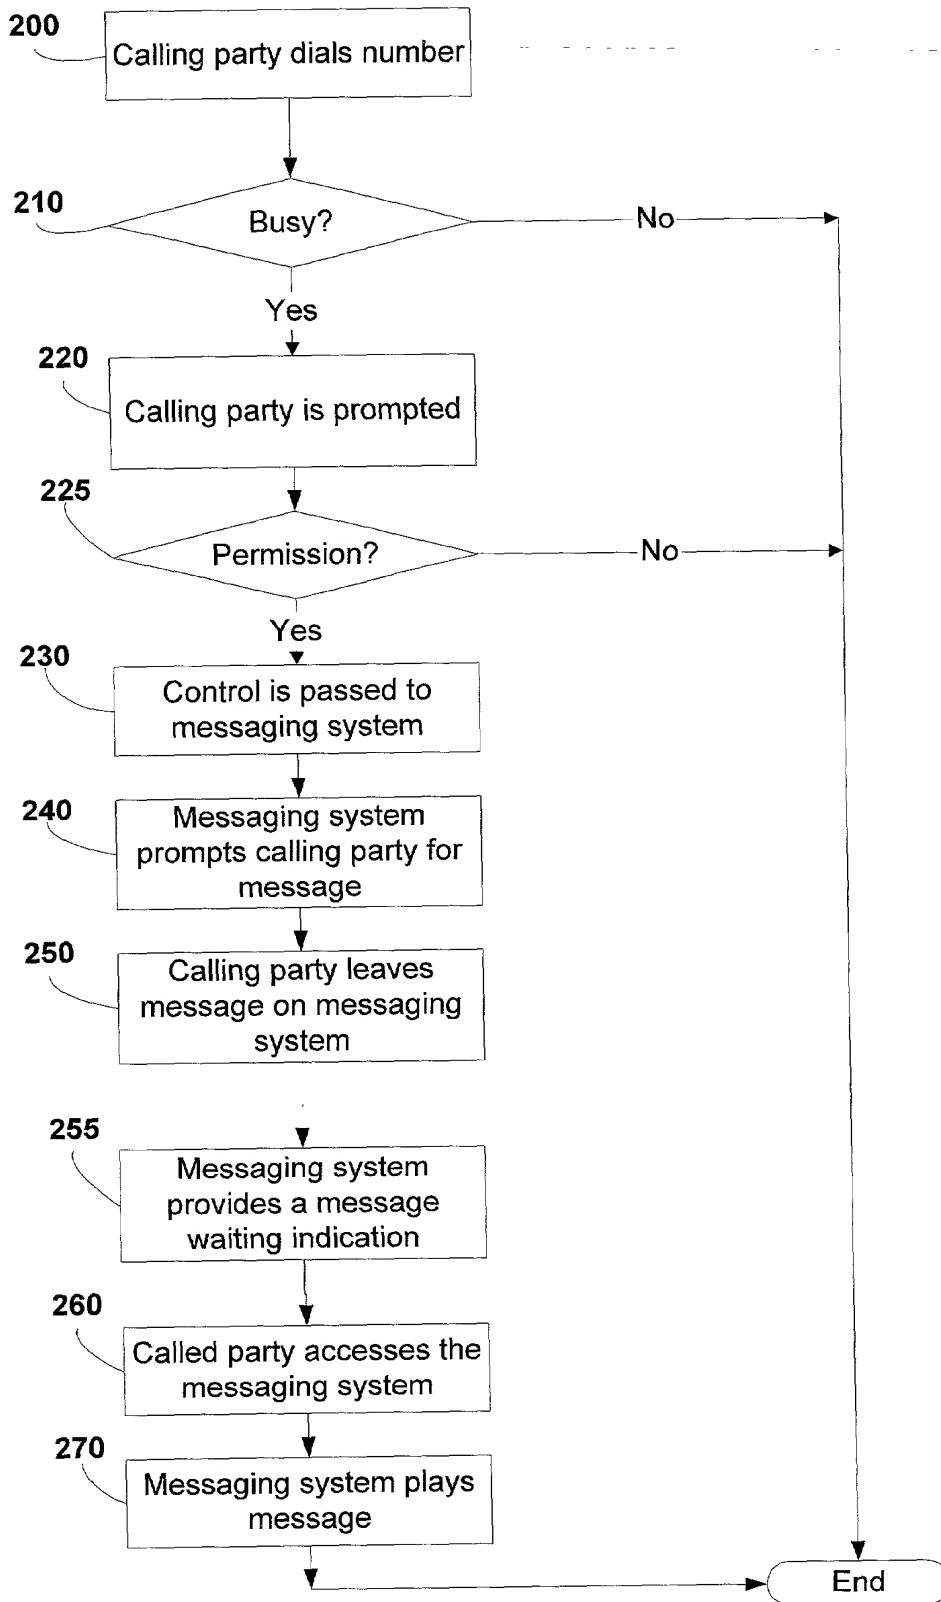 200
Calling party dials number
210
Busy?
No
Yes
220
Calling party is prompted
225
Permission?
No
Yes
230
Control is passed to
messaging system
240
Messaging system
prompts calling party for
message
250
Calling party leaves
message on messaging
system
255
Messaging system
provides a message
waiting indication
260
Called party accesses the
messaging system
270
Messaging system plays
message
End